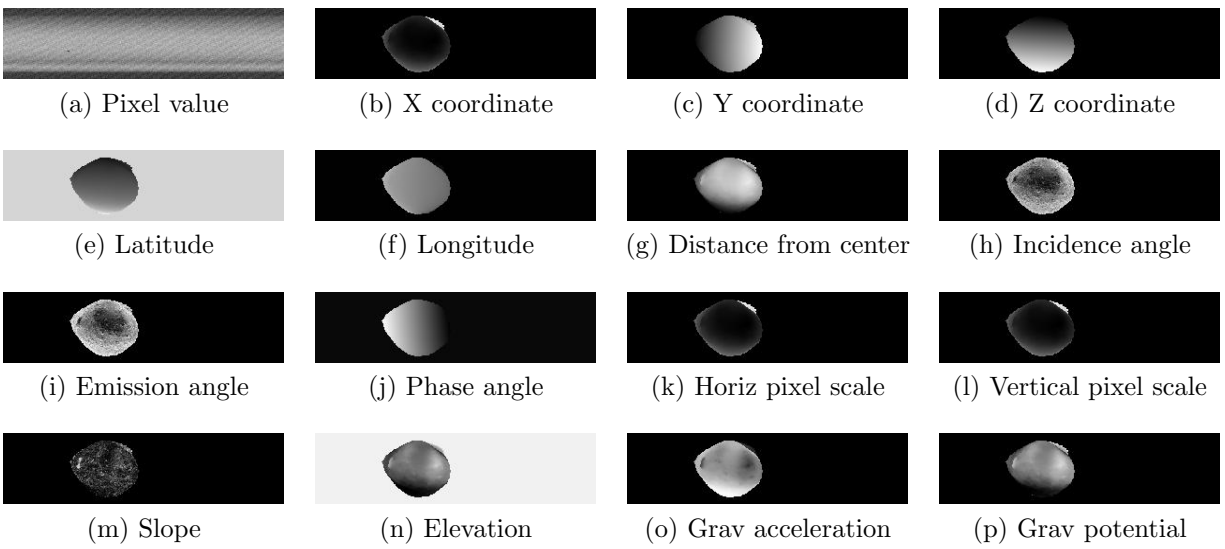 (a) Pixel value
(b) X coordinate
(c) Y coordinate
(d) Z coordinate
(e) Latitude
(f) Longitude
(g) Distance from center
(h) Incidence angle
(i) Emission angle
(j) Phase angle
(k) Horiz pixel scale
(l) Vertical pixel scale
(m) Slope
(n) Elevation
(o) Grav acceleration
(p) Grav potential